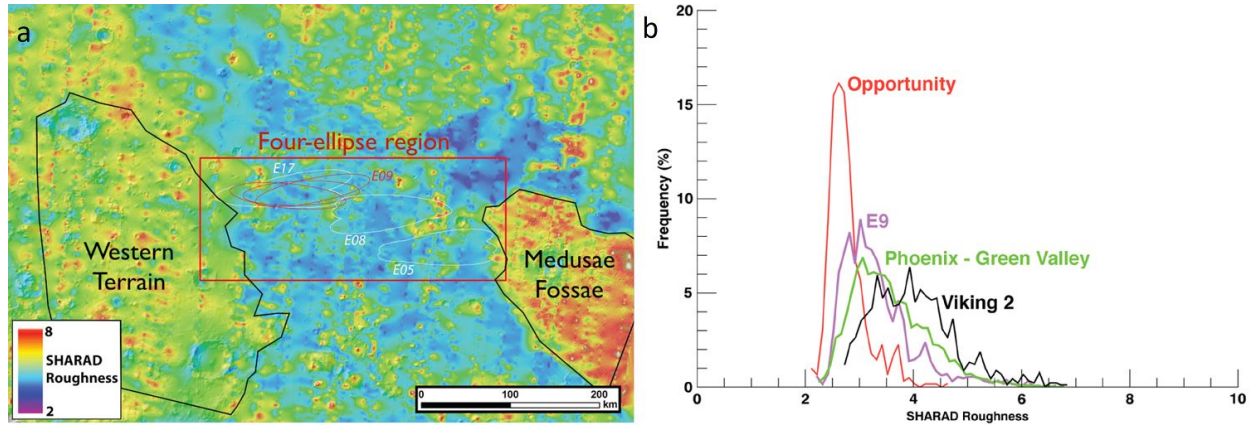 a
Four-ellipse region
E17
E09
E08
E05
Western
Terrain
Medusae
Fossae
8
SHARAD
Roughness
2
0 100 200
km
b
20
15
10
5
0
Frequency (%)
Opportunity
E9
Phoenix - Green Valley
Viking 2
0 2 4 6 8 10
SHARAD Roughness